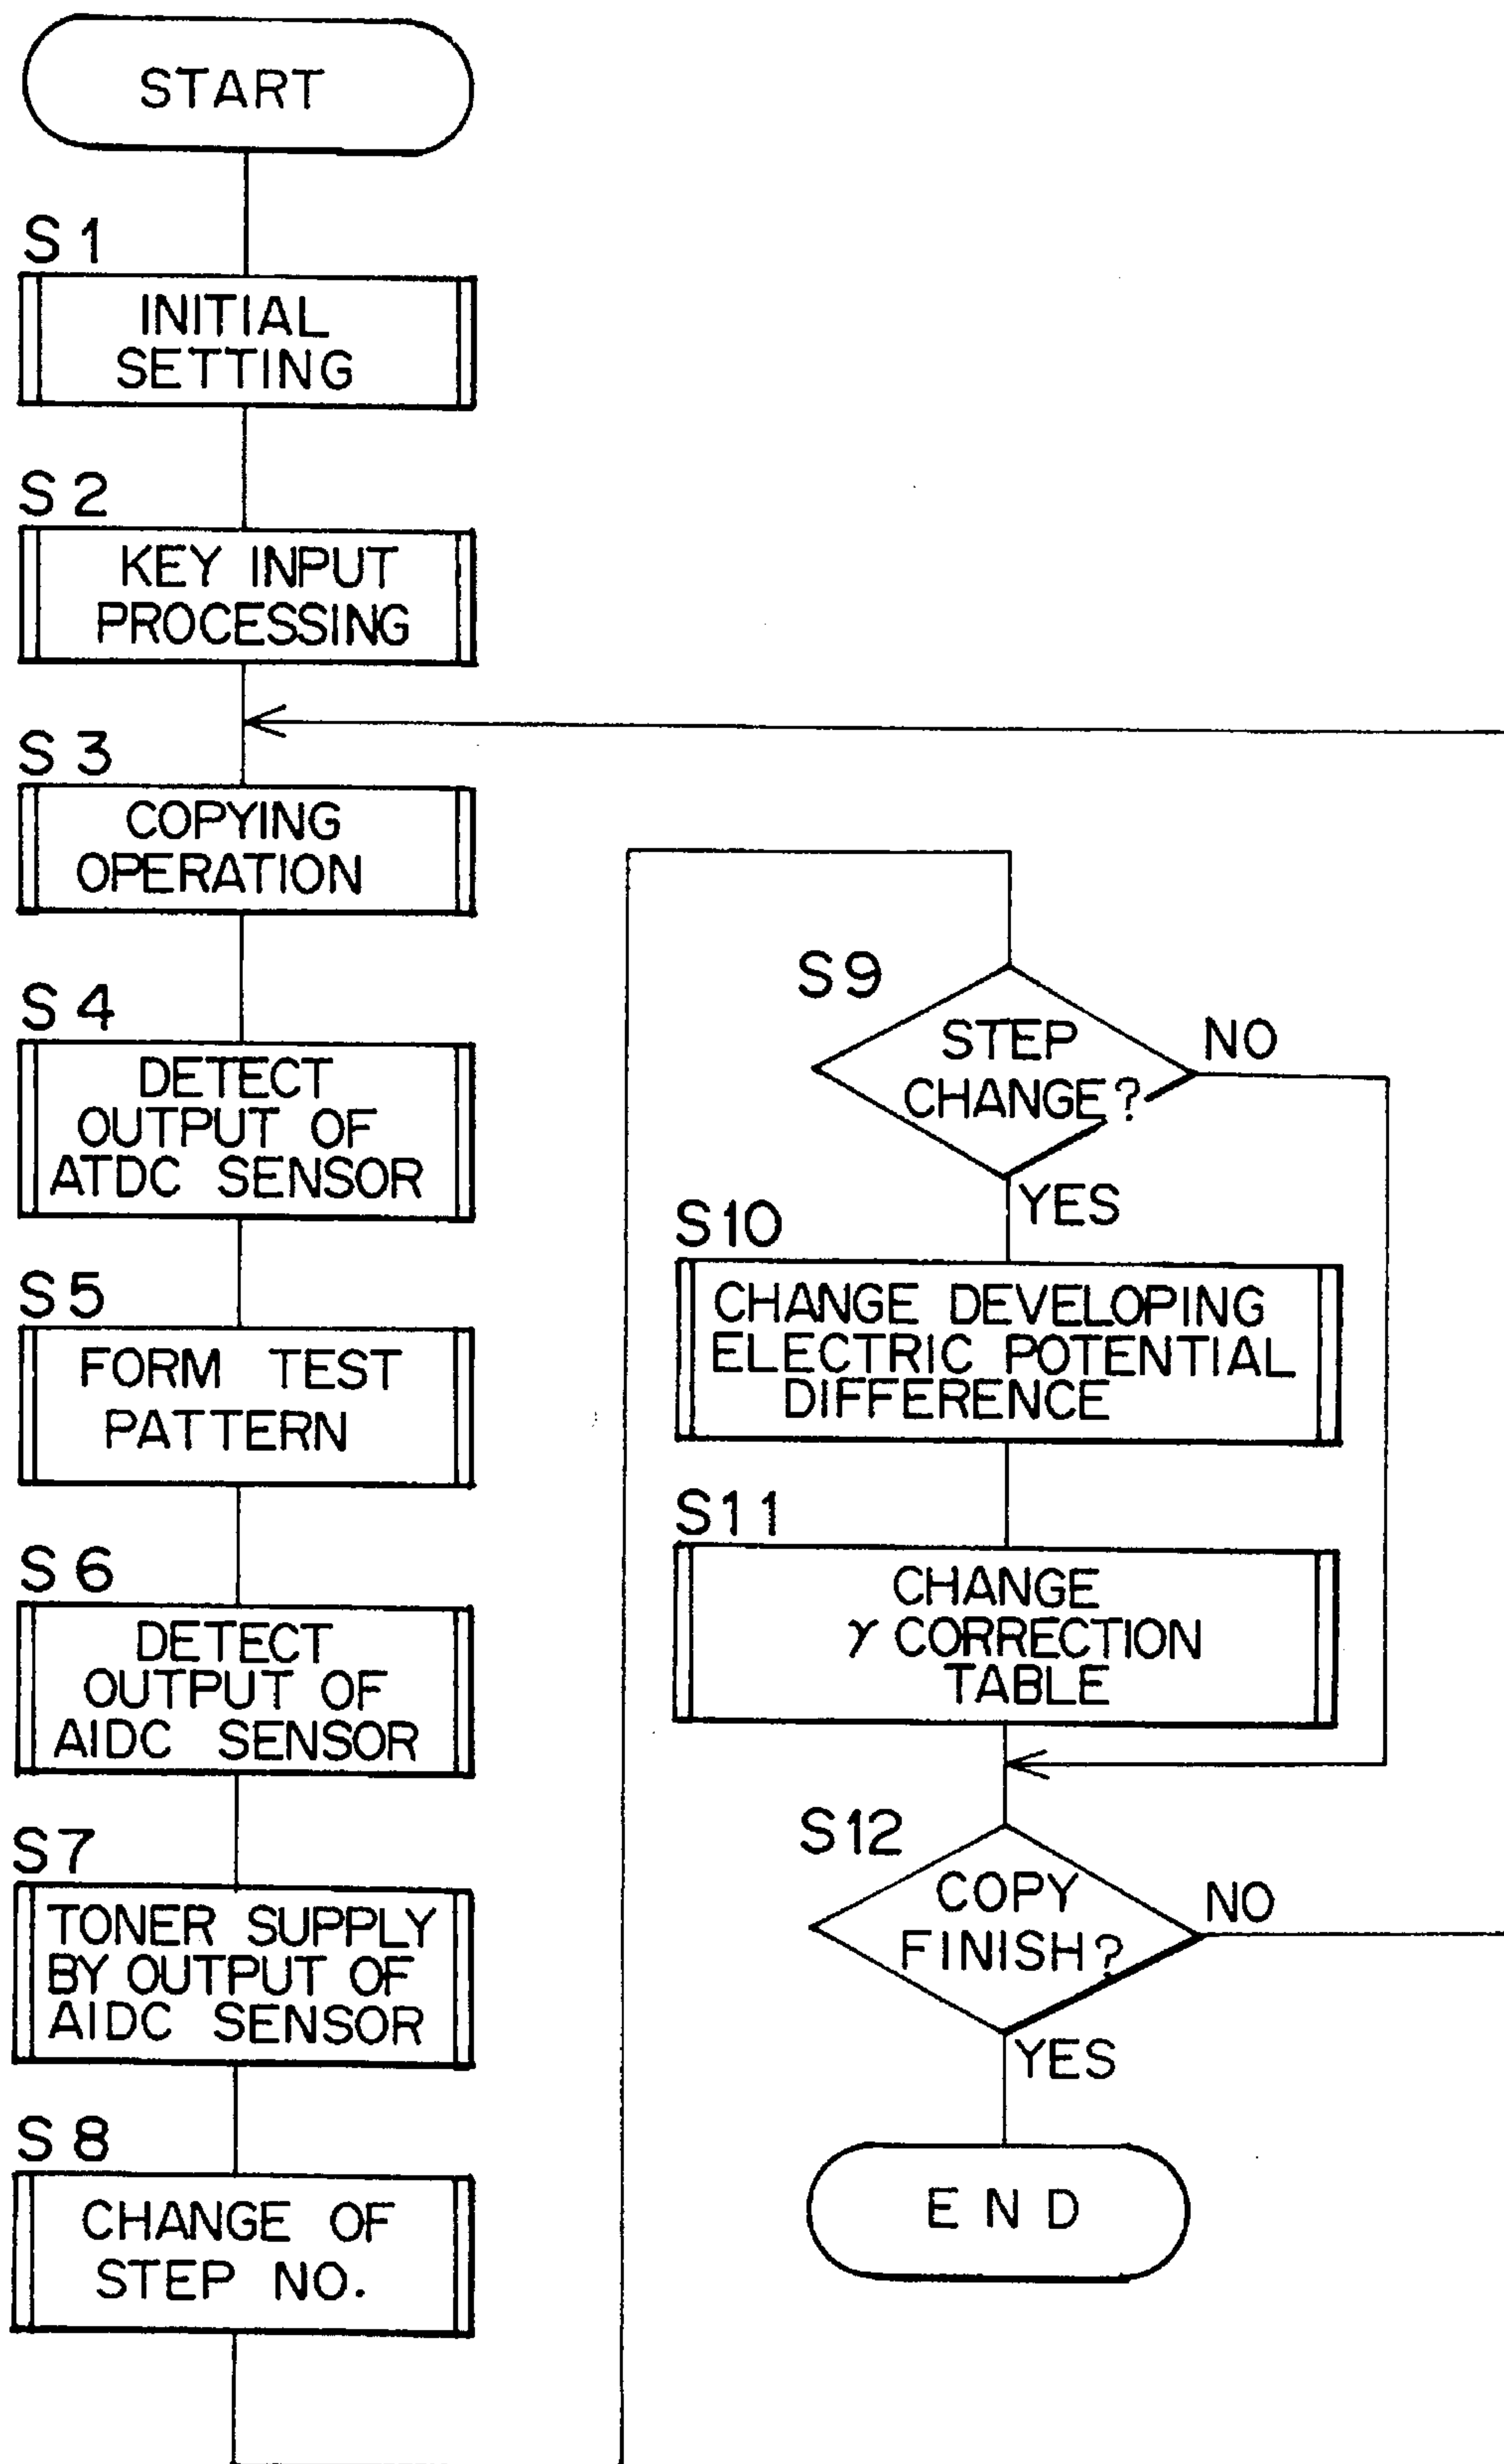 START
S1
INITIAL
SETTING
S2
KEY INPUT
PROCESSING
S3
COPYING
OPERATION
S4
DETECT
OUTPUT OF
ATDC SENSOR
S5
FORM TEST
PATTERN
S6
DETECT
OUTPUT OF
AIDC SENSOR
S7
TONER SUPPLY
BY OUTPUT OF
AIDC SENSOR
S8
CHANGE OF
STEP NO.
S9
STEP
CHANGE?
NO
YES
S10
CHANGE DEVELOPING
ELECTRIC POTENTIAL
DIFFERENCE
S11
CHANGE
γ CORRECTION
TABLE
S12
COPY
FINISH?
NO
YES
END